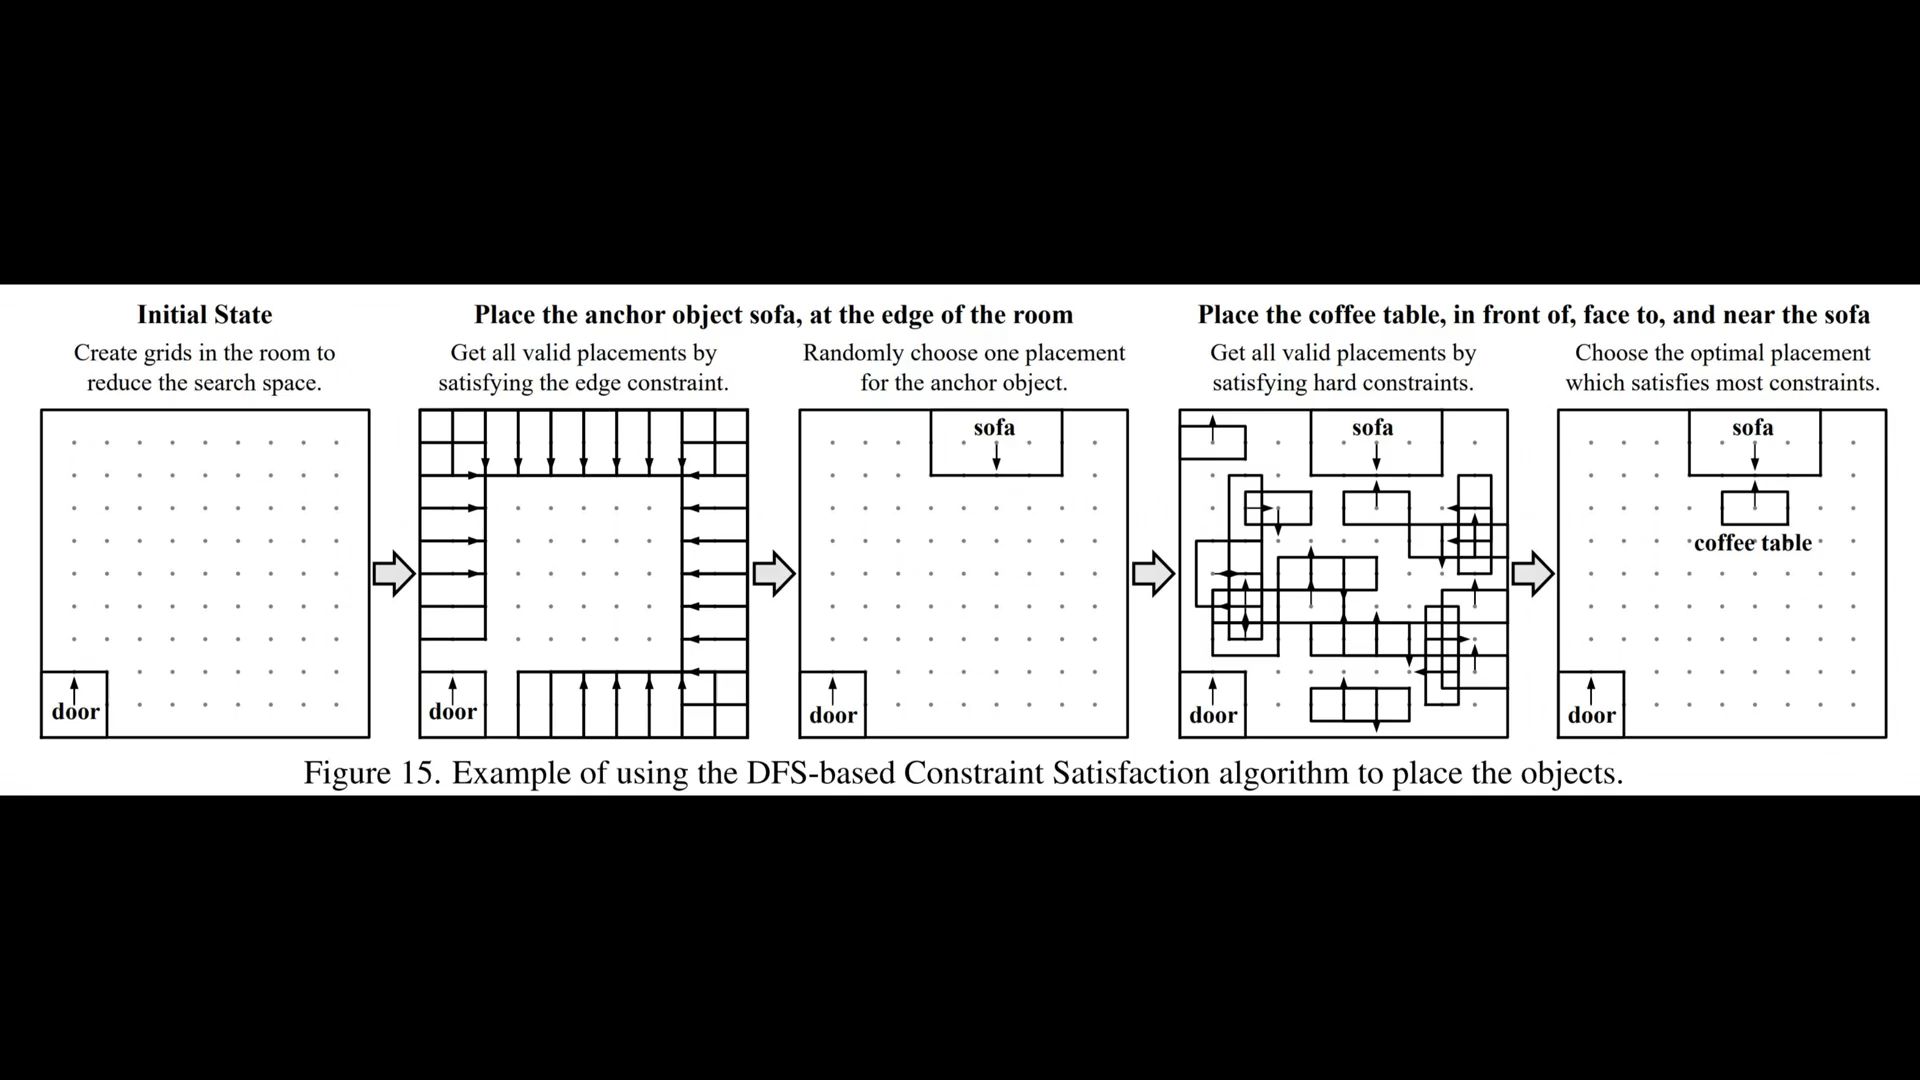 Initial State
Create grids in the room to
reduce the search space.
door
Place the anchor object sofa, at the edge of the room
Get all valid placements by
satisfying the edge constraint.
door
Randomly choose one placement
for the anchor object.
sofa
door
Place the coffee table, in front of, face to, and near the sofa
Get all valid placements by
satisfying hard constraints.
sofa
door
Choose the optimal placement
which satisfies most constraints.
sofa
coffee table
door
Figure 15. Example of using the DFS-based Constraint Satisfaction algorithm to place the objects.